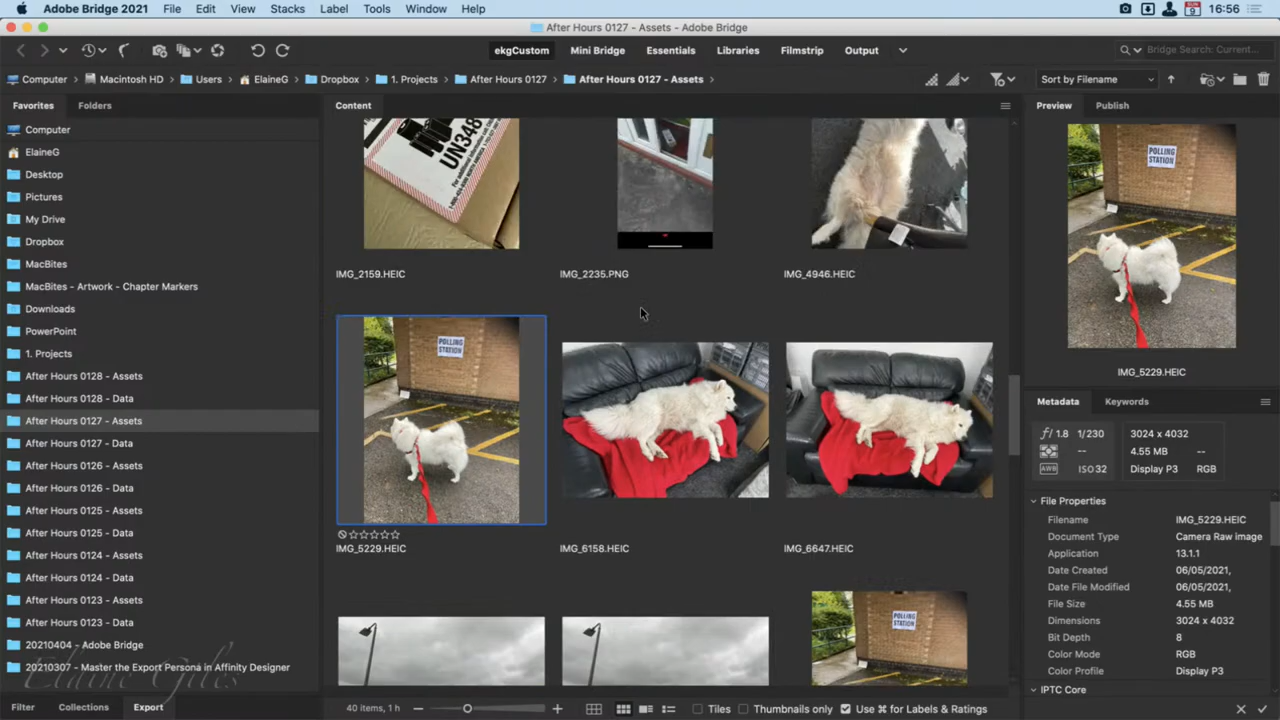 Adobe Bridge 2021 File Edit View Stacks Label Tools Window Help SUN 9 16:56
After Hours 0127 - Assets - Adobe Bridge
ekgCustom Mini Bridge Essentials Libraries Filmstrip Output Bridge Search: Current...
Computer Macintosh HD Users ElaineG Dropbox 1. Projects After Hours 0127 After Hours 0127 - Assets Sort by Filename
Favorites Folders
Computer
ElaineG
Desktop
Pictures
My Drive
Dropbox
MacBites
MacBites - Artwork - Chapter Markers
Downloads
PowerPoint
1. Projects
After Hours 0128 - Assets
After Hours 0128 - Data
After Hours 0127 - Assets
After Hours 0127 - Data
After Hours 0126 - Assets
After Hours 0126 - Data
After Hours 0125 - Assets
After Hours 0125 - Data
After Hours 0124 - Assets
After Hours 0124 - Data
After Hours 0123 - Assets
After Hours 0123 - Data
20210404 - Adobe Bridge
20210307 - Master the Export Persona in Affinity Designer
Elaine Giles
Filter Collections Export
Content
UN348
IMG_2159.HEIC IMG_2235.PNG IMG_4946.HEIC
POLLING
STATION
IMG_5229.HEIC IMG_6158.HEIC IMG_6647.HEIC
POLLING
STATION
40 items, 1 h Tiles Thumbnails only Use ⌘ for Labels & Ratings
Preview Publish
POLLING
STATION
IMG_5229.HEIC
Metadata Keywords
ƒ/ 1.8 1/230 3024 x 4032
-- 4.55 MB --
AWB ISO32 Display P3 RGB
File Properties
Filename IMG_5229.HEIC
Document Type Camera Raw image
Application 13.1.1
Date Created 06/05/2021,
Date File Modified 06/05/2021,
File Size 4.55 MB
Dimensions 3024 x 4032
Bit Depth 8
Color Mode RGB
Color Profile Display P3
IPTC Core